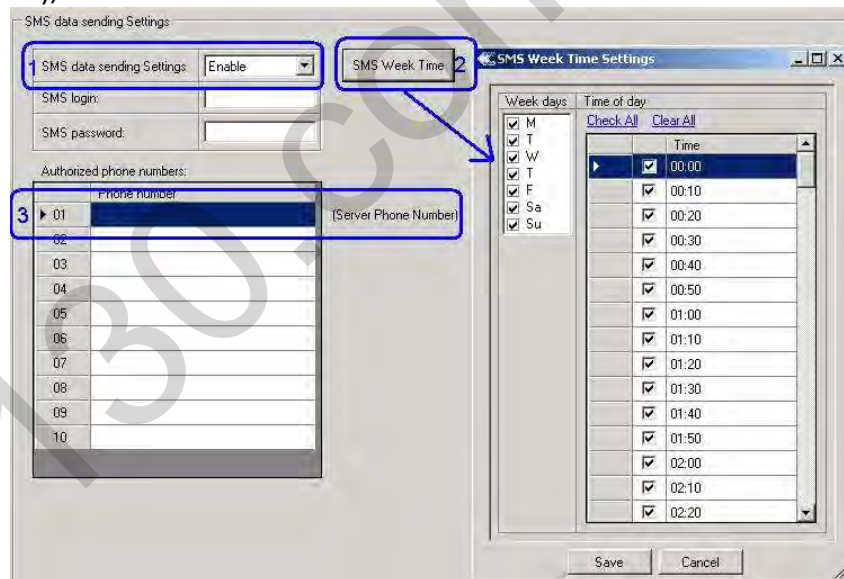 SMS data sending Settings
1 SMS data sending Settings Enable
SMS Week Time 2
SMS login:
SMS password:
Authorized phone numbers:
Phone number
3 01 (Server Phone Number)
02
03
04
05
06
07
08
09
10
SMS Week Time Settings
Week days
M
T
W
T
F
Sa
Su
Time of day
Check All Clear All
Time
00:00
00:10
00:20
00:30
00:40
00:50
01:00
01:10
01:20
01:30
01:40
01:50
02:00
02:10
02:20
Save Cancel